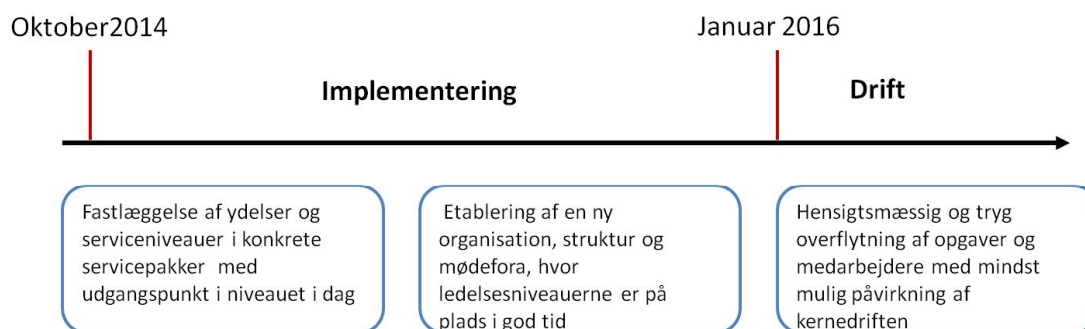 Oktober2014
Januar 2016
Implementering
Drift
Fastlæggelse af ydelser og
serviceniveauer i konkrete
servicepakker med
udgangspunkt i niveauet i dag
Etablering af en ny
organisation, struktur og
mødefora, hvor
ledelsesniveauerne er på
plads i god tid
Hensigtsmæssig og tryg
overflytning af opgaver og
medarbejdere med mindst
mulig påvirkning af
kernedriften